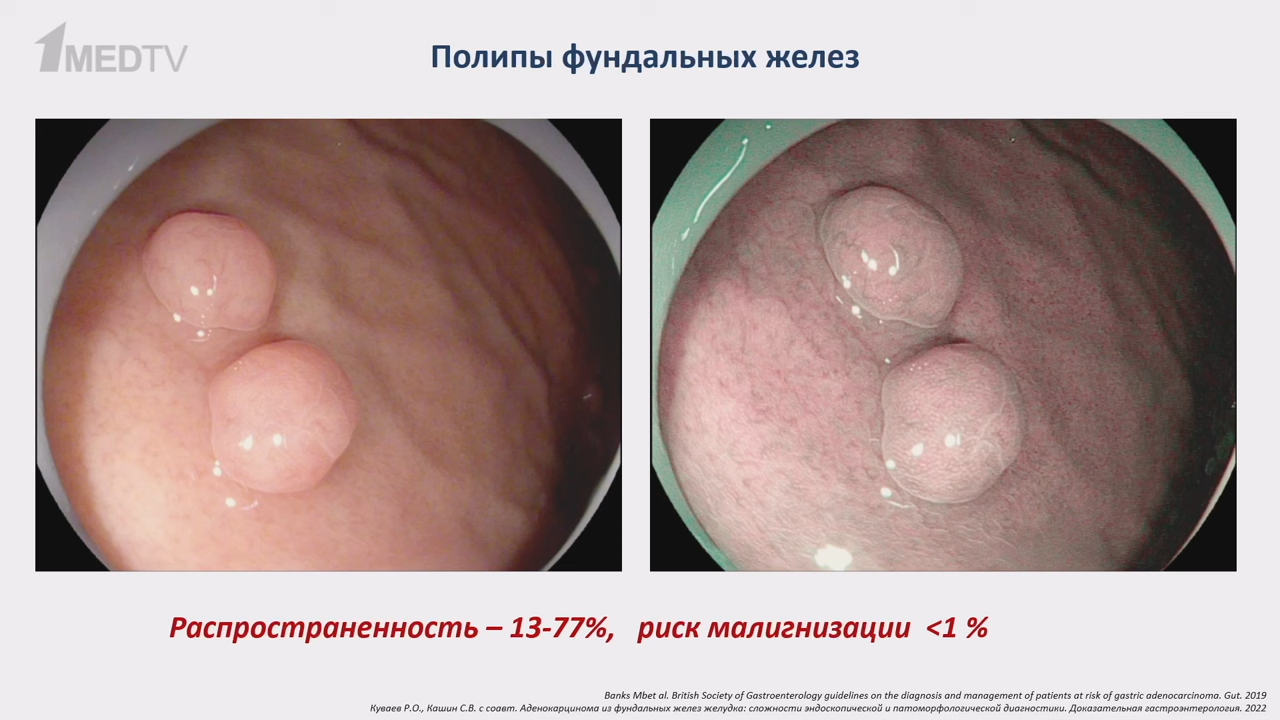 1MEDTV
Полипы фундальных желез
Распространенность – 13-77%, риск малигнизации <1 %
Banks Mbet al. British Society of Gastroenterology guidelines on the diagnosis and management of patients at risk of gastric adenocarcinoma. Gut. 2019
Куваев Р.О., Кашин С.В. с соавт. Аденокарцинома из фундальных желез желудка: сложности эндоскопической и патоморфологической диагностики. Доказательная гастроэнтерология. 2022